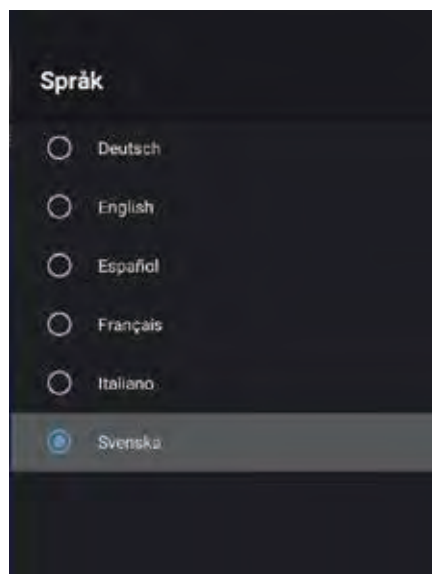 Språk
Deutsch
English
Español
Français
Italiano
Svenska